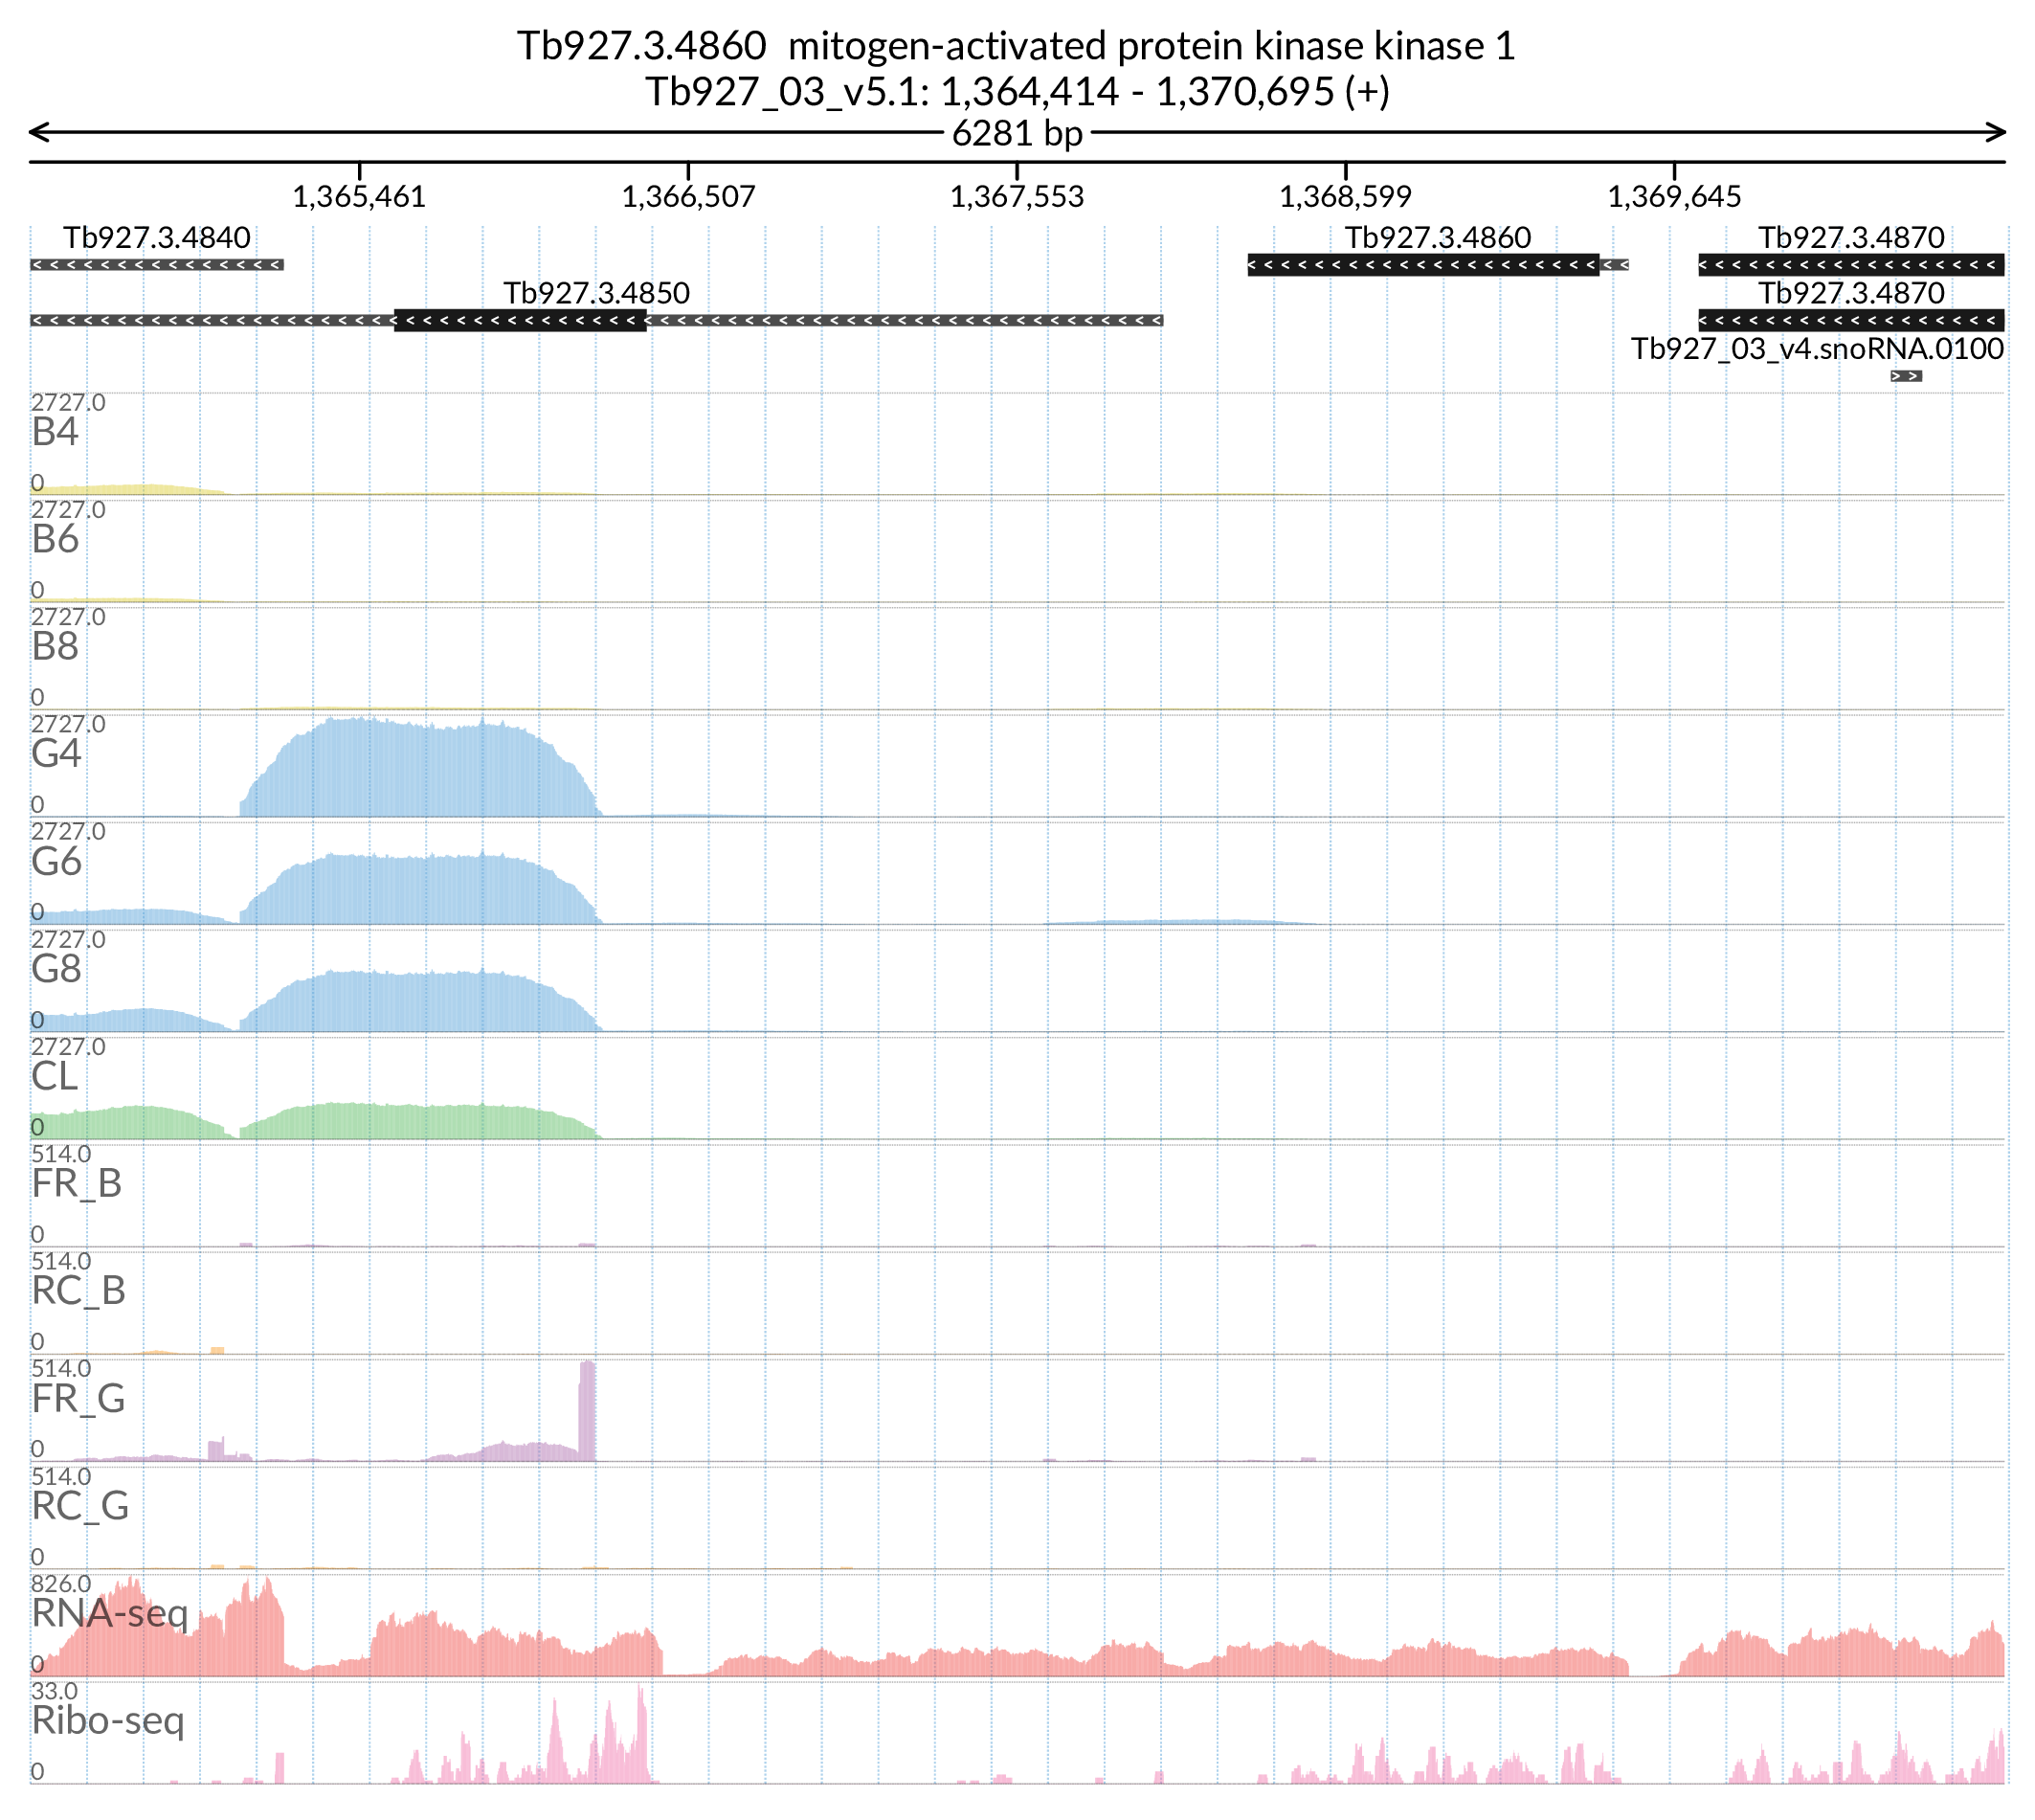 Tb927.3.4860  mitogen-activated protein kinase kinase 1
Tb927_03_v5.1: 1,364,414 - 1,370,695 (+)
6281 bp
1,365,461 1,366,507 1,367,553 1,368,599 1,369,645
Tb927.3.4840 Tb927.3.4860 Tb927.3.4870
Tb927.3.4850 Tb927.3.4870
Tb927_03_v4.snoRNA.0100
2727.0
B4
0
2727.0
B6
0
2727.0
B8
0
2727.0
G4
0
2727.0
G6
0
2727.0
G8
0
2727.0
CL
0
514.0
FR_B
0
514.0
RC_B
0
514.0
FR_G
0
514.0
RC_G
0
826.0
RNA-seq
0
33.0
Ribo-seq
0